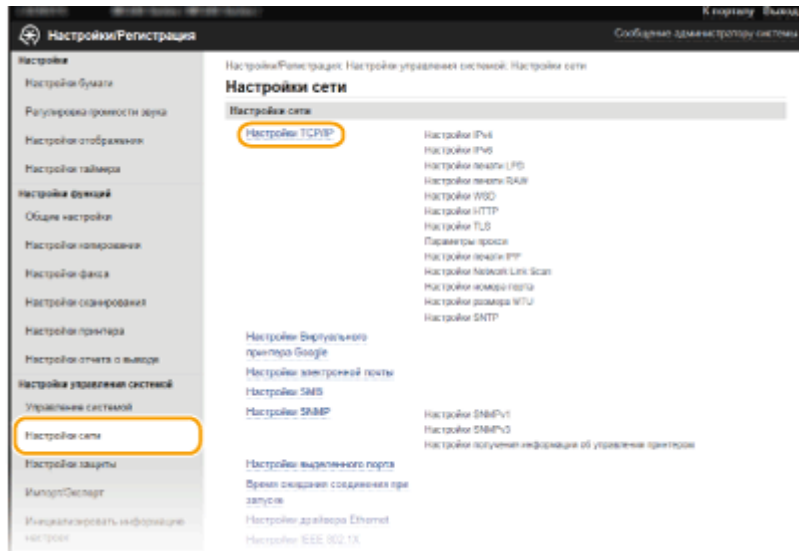 К порталу Выход
Настройки/Регистрация
Сообщение администратору системы
Настройки
Настройки бумаги
Регулировка громкости звука
Настройки отображения
Настройки таймера
Настройки функций
Общие настройки
Настройки копирования
Настройки факса
Настройки сканирования
Настройки принтера
Настройки отчета о выводе
Настройки управления системой
Управление системой
Настройки сети
Настройки защиты
Импорт/Экспорт
Инициализировать информацию
настроек
Настройки/Регистрация: Настройки управления системой: Настройки сети
Настройки сети
Настройки сети
Настройки TCP/IP
Настройки IPv4
Настройки IPv6
Настройки печати LPD
Настройки печати RAW
Настройки WSD
Настройки HTTP
Настройки TLS
Параметры прокси
Настройки печати IPP
Настройки Network Link Scan
Настройки номера порта
Настройки размера MTU
Настройки SNTP
Настройки Виртуального
принтера Google
Настройки электронной почты
Настройки SMB
Настройки SNMP
Настройки SNMPv1
Настройки SNMPv3
Настройки получения информации об управлении принтером
Настройки выделенного порта
Время ожидания соединения при
запуске
Настройки драйвера Ethernet
Настройки IEEE 802.1X